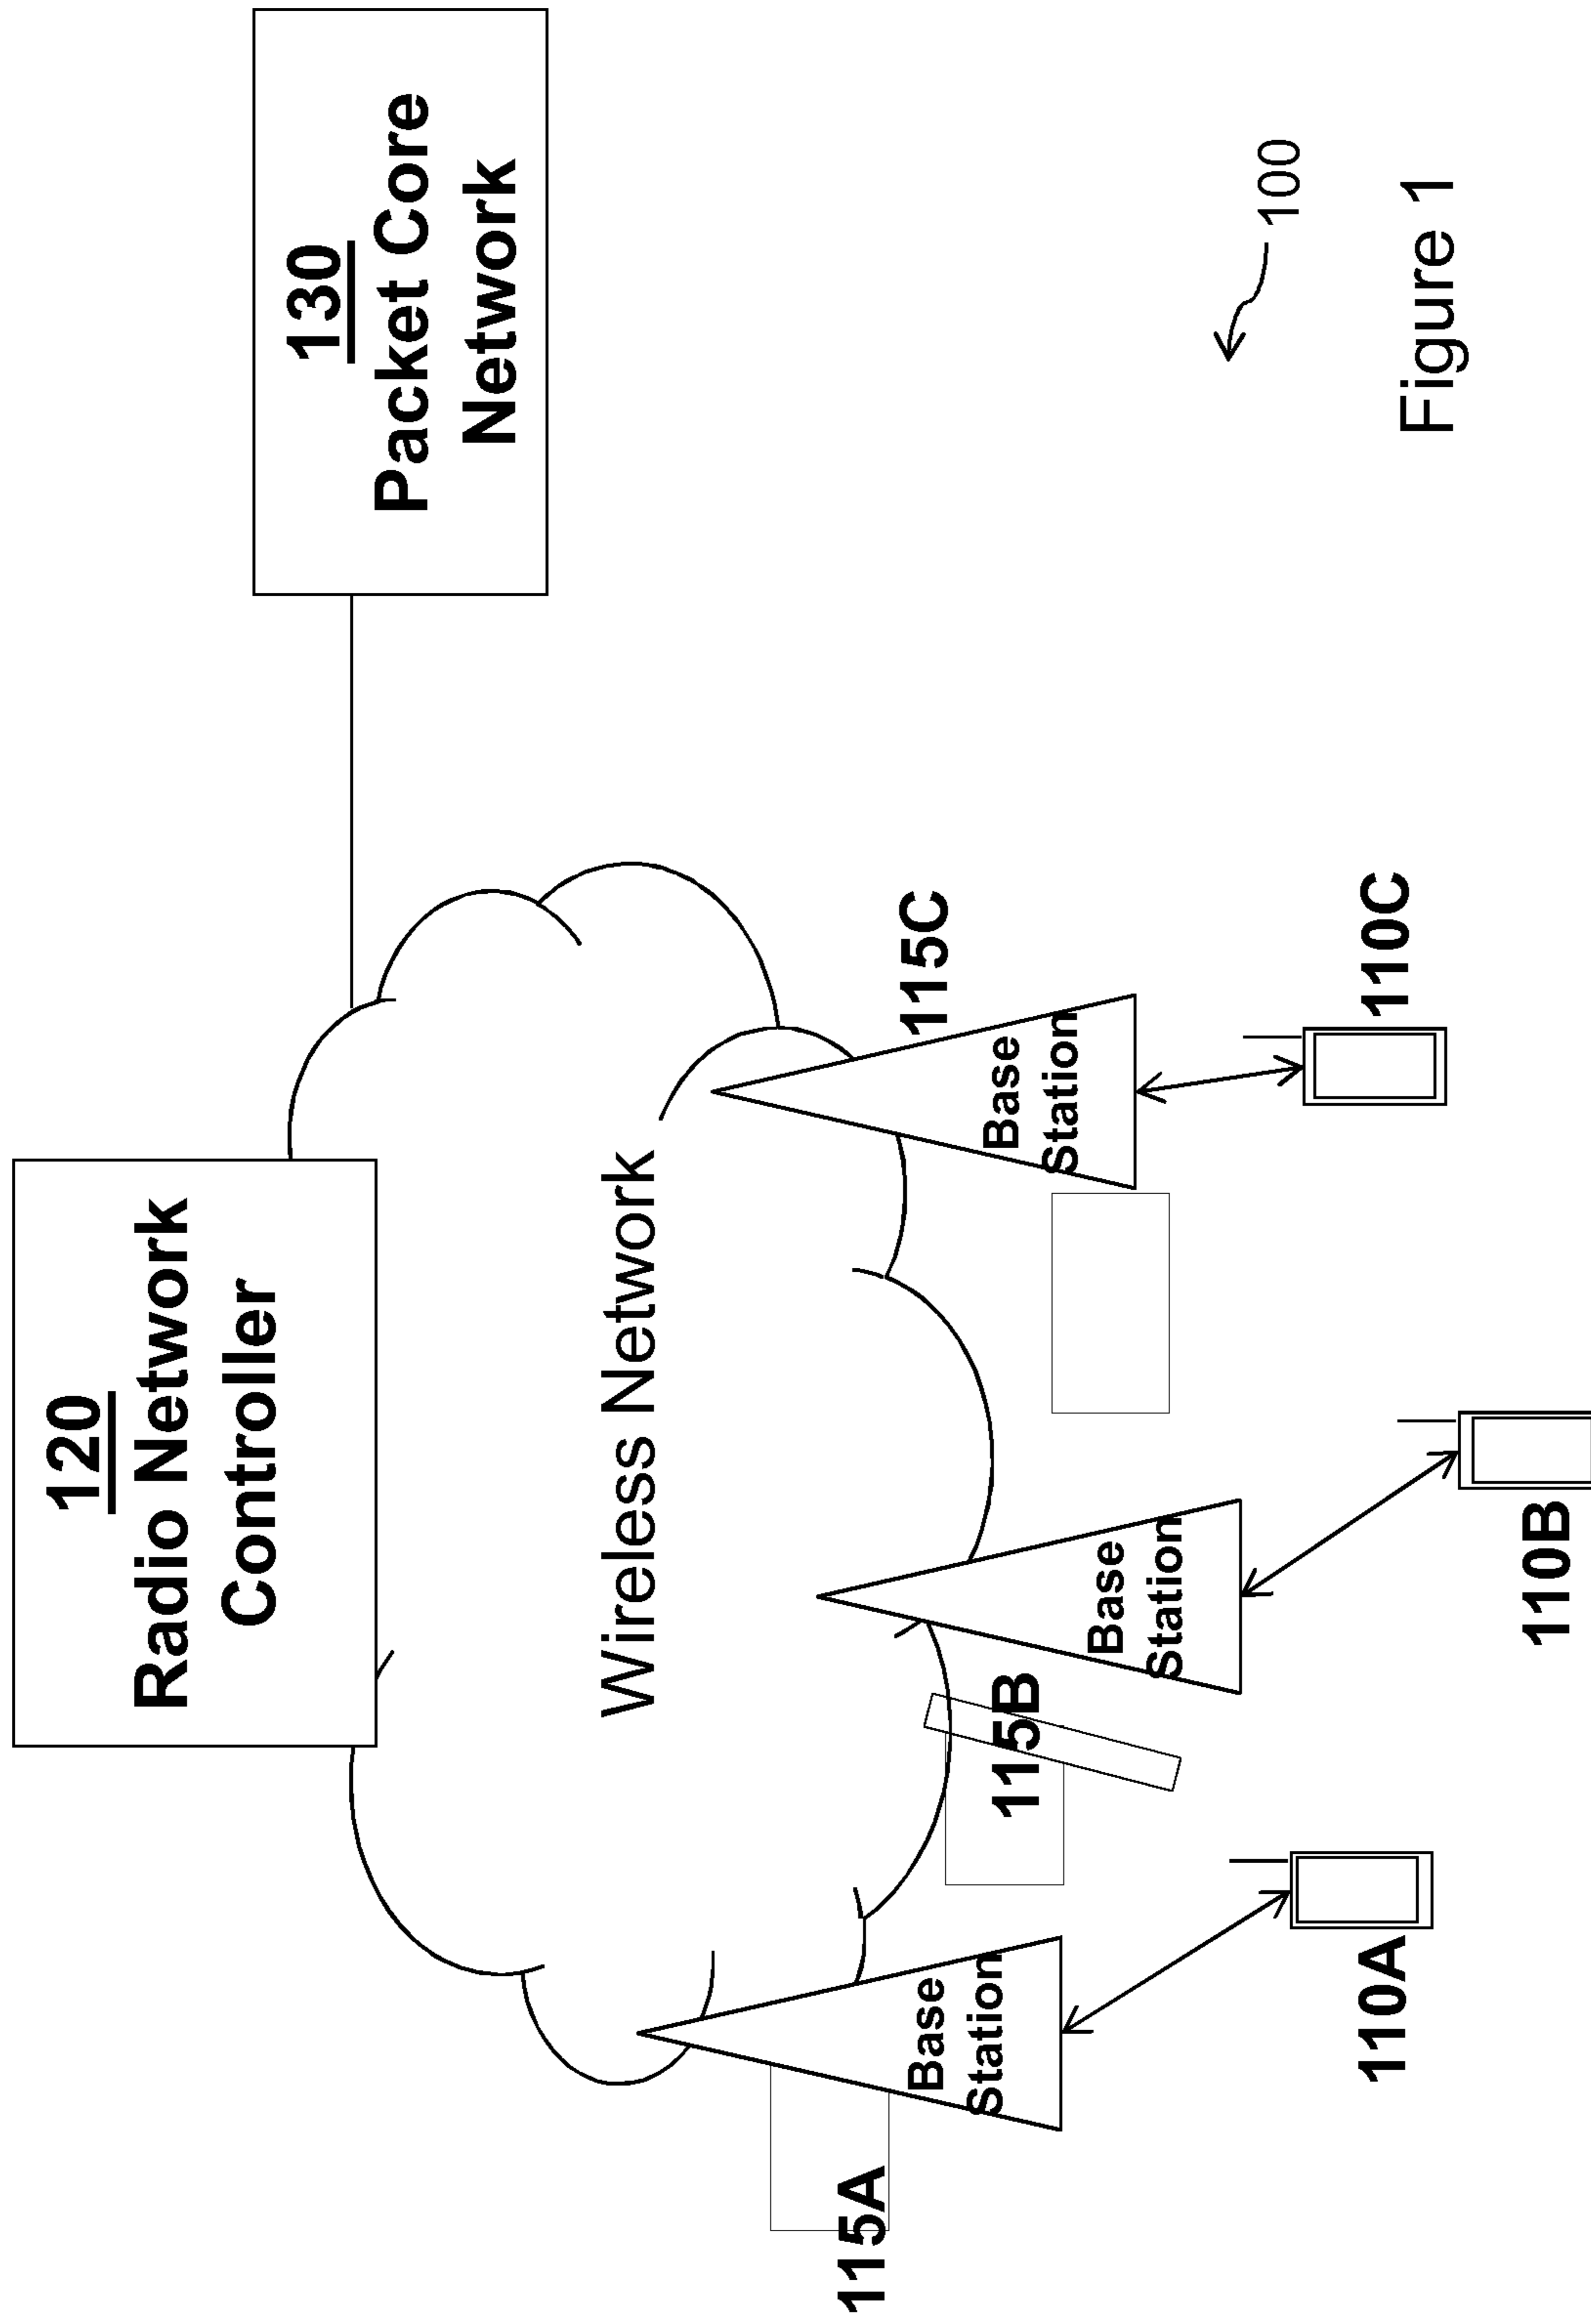 120
Radio Network
Controller
130
Packet Core
Network
Wireless Network
115A
Base
Station
115B
Base
Station
115C
Base
Station
110A
110B
110C
100
Figure 1